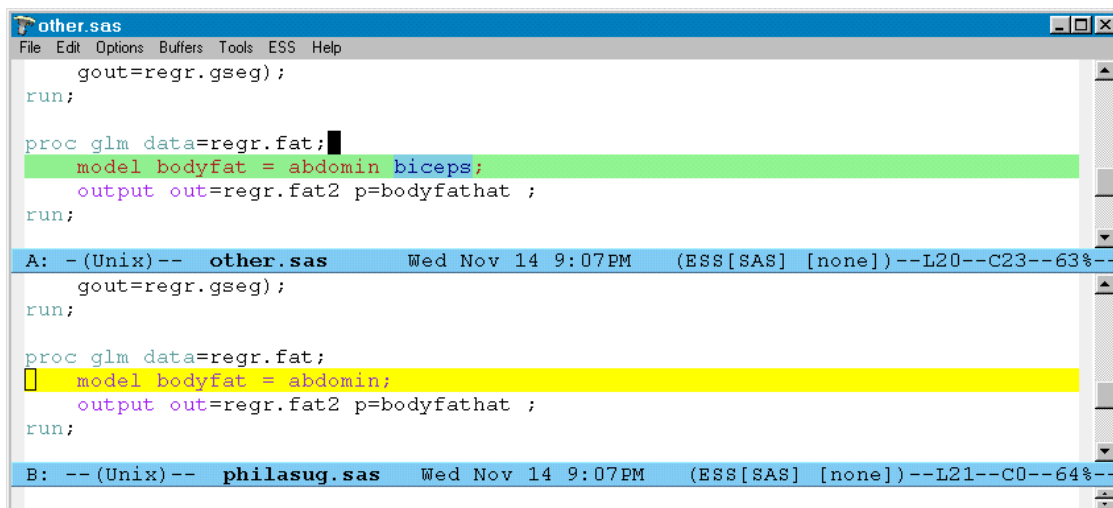 other.sas
File Edit Options Buffers Tools ESS Help
gout=regr.gseg);
run;
proc glm data=regr.fat;
model bodyfat = abdomin biceps;
output out=regr.fat2 p=bodyfathat ;
run;
A: -(Unix)-- other.sas Wed Nov 14 9:07PM (ESS[SAS] [none])--L20--C23--63%--
gout=regr.gseg);
run;
proc glm data=regr.fat;
model bodyfat = abdomin;
output out=regr.fat2 p=bodyfathat ;
run;
B: --(Unix)-- philasug.sas Wed Nov 14 9:07PM (ESS[SAS] [none])--L21--C0--64%--